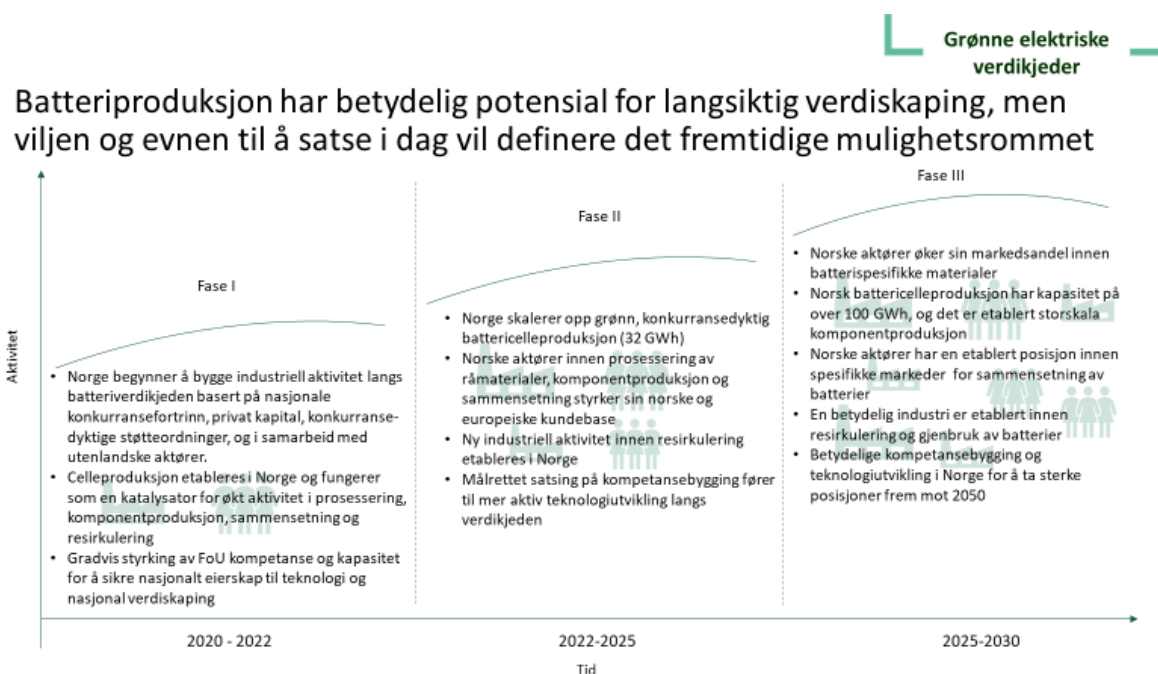 Grønne elektriske
verdikjeder
Batteriproduksjon har betydelig potensial for langsiktig verdiskaping, men
viljen og evnen til å satse i dag vil definere det fremtidige mulighetsrommet
Aktivitet
Fase I
• Norge begynner å bygge industriell aktivitet langs
batteriverdikjeden basert på nasjonale
konkurransefortrinn, privat kapital, konkurranse-
dyktige støtteordninger, og i samarbeid med
utenlandske aktører.
• Celleproduksjon etableres i Norge og fungerer
som en katalysator for økt aktivitet i prosessering,
komponentproduksjon, sammensetning og
resirkulering
• Gradvis styrking av FoU kompetanse og kapasitet
for å sikre nasjonalt eierskap til teknologi og
nasjonal verdiskaping
Fase II
• Norge skalerer opp grønn, konkurransedyktig
battericelleproduksjon (32 GWh)
• Norske aktører innen prosessering av
råmaterialer, komponentproduksjon og
sammensetning styrker sin norske og
europeiske kundebase
• Ny industriell aktivitet innen resirkulering
etableres i Norge
• Målrettet satsing på kompetansebygging fører
til mer aktiv teknologiutvikling langs
verdikjeden
Fase III
• Norske aktører øker sin markedsandel innen
batterispesifikke materialer
• Norsk battericelleproduksjon har kapasitet på
over 100 GWh, og det er etablert storskala
komponentproduksjon
• Norske aktører har en etablert posisjon innen
spesifikke markeder for sammensetning av
batterier
• En betydelig industri er etablert innen
resirkulering og gjenbruk av batterier
• Betydelige kompetansebygging og
teknologiutvikling i Norge for å ta sterke
posisjoner frem mot 2050
2020 - 2022
2022-2025
2025-2030
Tid